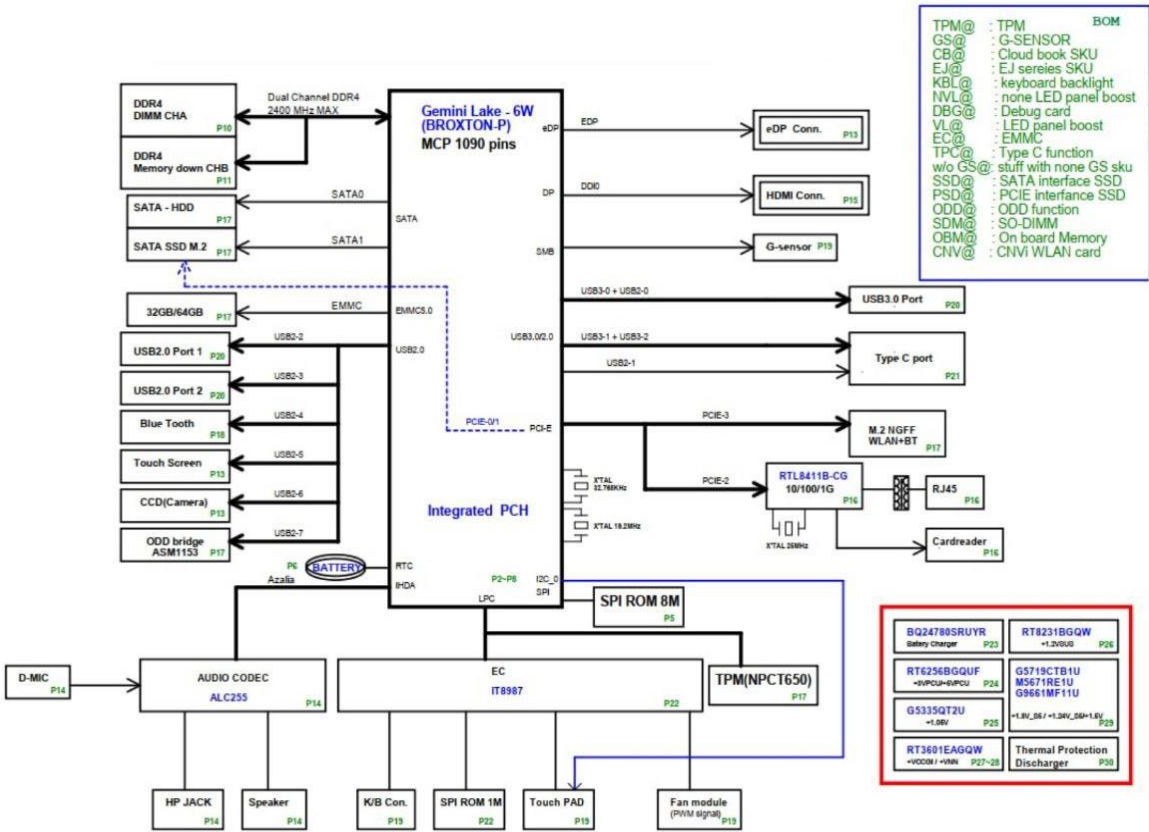 BOM
TPM@ : TPM
GS@ : G-SENSOR
CB@ : Cloud book SKU
EJ@ : EJ sereies SKU
KBL@ : keyboard backlight
NVL@ : none LED panel boost
DBG@ : Debug card
VL@ : LED panel boost
EC@ : EMMC
TPC@ : Type C function
w/o GS@: stuff with none GS sku
SSD@ : SATA interface SSD
PSD@ : PCIE interfance SSD
ODD@ : ODD function
SDM@ : SO-DIMM
OBM@ : On board Memory
CNV@ : CNVi WLAN card
DDR4
DIMM CHA
P10
Dual Channel DDR4
2400 MHz MAX
DDR4
Memory down CHB
P11
SATA - HDD
P17
SATA0
SATA
SATA SSD M.2
P17
SATA1
32GB/64GB
P17
EMMC
EMMC5.0
USB2.0 Port 1
P20
USB2-2
USB2.0
USB2.0 Port 2
P20
USB2-3
Blue Tooth
P18
USB2-4
Touch Screen
P13
USB2-5
CCD(Camera)
P13
USB2-6
ODD bridge
ASM1153
P17
USB2-7
Gemini Lake - 6W
(BROXTON-P)
MCP 1090 pins
eDP
EDP
eDP Conn.
P13
DP
DDI0
HDMI Conn.
P15
SMB
G-sensor P19
USB3-0 + USB2-0
USB3.0 Port
P20
USB3.0/2.0
USB3-1 + USB3-2
USB2-1
Type C port
P21
PCIE-0/1
PCI-E
PCIE-3
M.2 NGFF
WLAN+BT
P17
PCIE-2
RTL8411B-CG
10/100/1G
P16
RJ45
P16
X'TAL
32.768KHz
X'TAL 19.2MHz
X'TAL 25MHz
Cardreader
P16
Integrated PCH
P6
BATTERY
RTC
Azalia
IHDA
P2~P8
I2C_0
SPI
LPC
SPI ROM 8M
P5
D-MIC
P14
AUDIO CODEC
ALC255
P14
EC
IT8987
P22
TPM(NPCT650)
P17
HP JACK
P14
Speaker
P14
K/B Con.
P19
SPI ROM 1M
P22
Touch PAD
P19
Fan module
(PWM signal)
P19
BQ24780SRUYR
Batery Charger
P23
RT8231BGQW
+1.2VSUS
P26
RT6256BGQUF
+3VPCU/+5VPCU
P24
G5719CTB1U
M5671RE1U
G9661MF11U
+1.8V_S5 / +1.24V_S5/+1.5V
P29
G5335QT2U
+1.05V
P25
RT3601EAGQW
+VCCGI / +VNN
P27~28
Thermal Protection
Discharger
P30